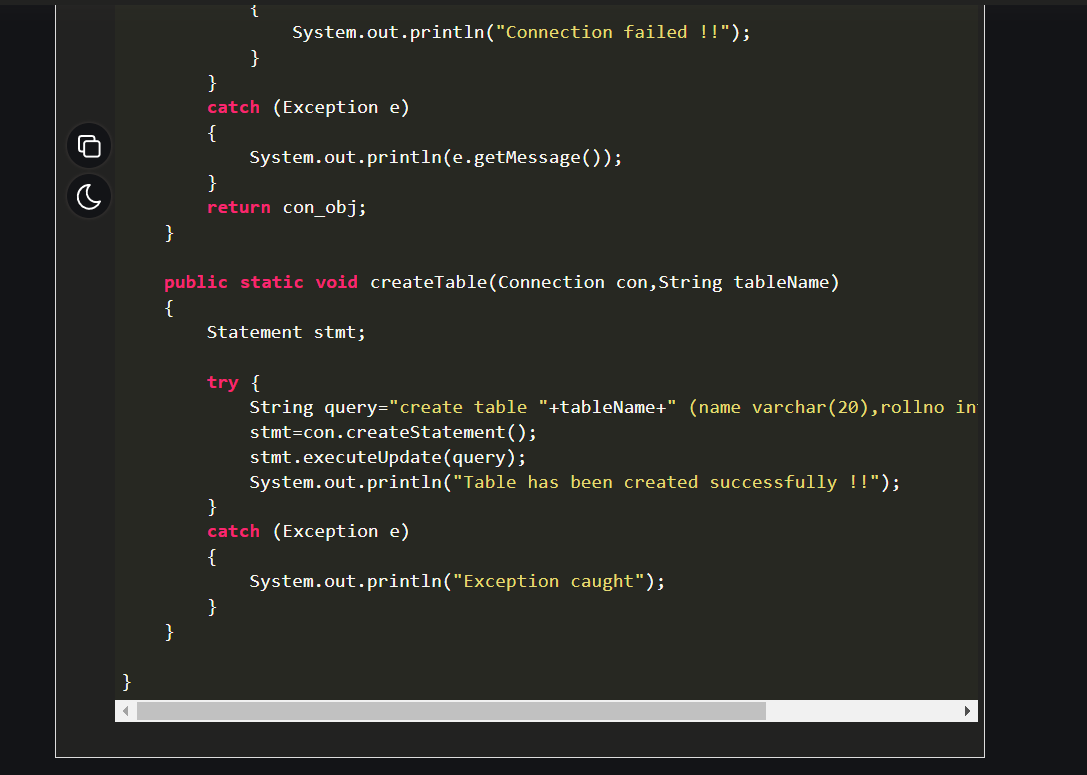 {
System.out.println("Connection failed !!");
}
}
catch (Exception e)
{
System.out.println(e.getMessage());
}
return con_obj;
}
public static void createTable(Connection con,String tableName)
{
Statement stmt;
try {
String query="create table "+tableName+" (name varchar(20),rollno
stmt=con.createStatement();
stmt.executeUpdate(query);
System.out.println("Table has been created successfully !!");
}
catch (Exception e)
{
System.out.println("Exception caught");
}
}
}